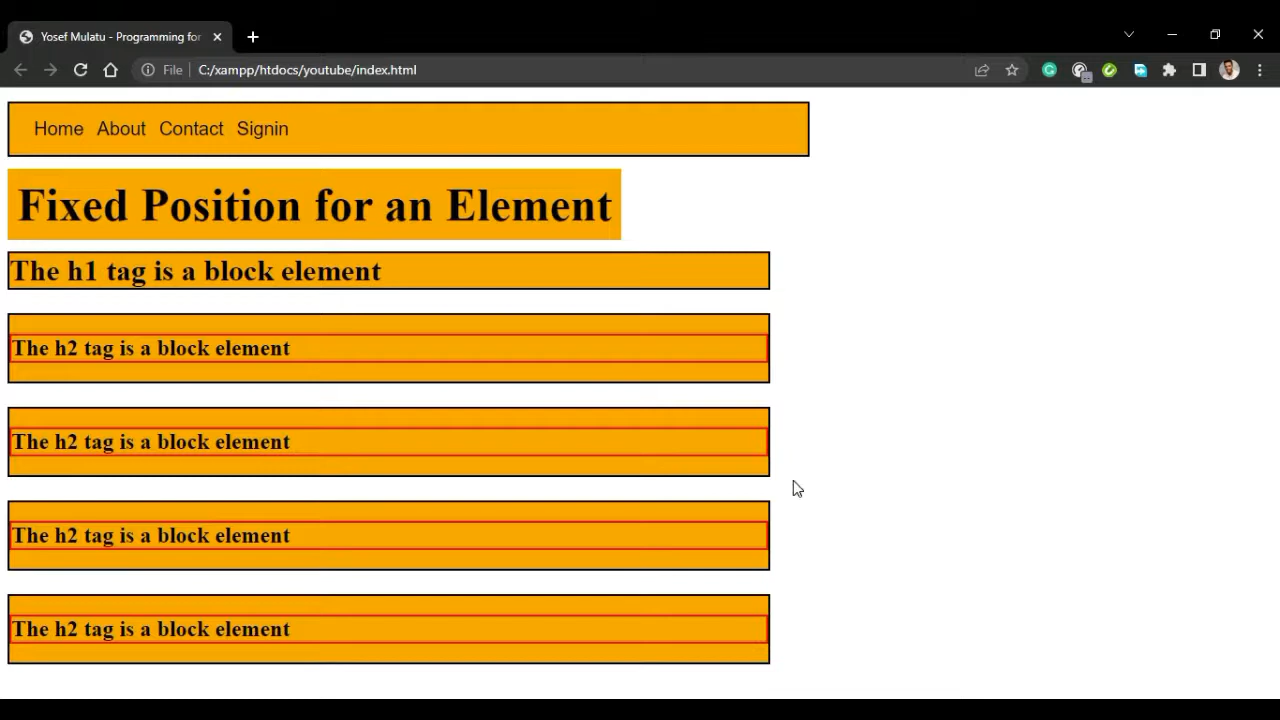 Yosef Mulatu - Programming for
File C:/xampp/htdocs/youtube/index.html
Home About Contact Signin
Fixed Position for an Element
The h1 tag is a block element
The h2 tag is a block element
The h2 tag is a block element
The h2 tag is a block element
The h2 tag is a block element